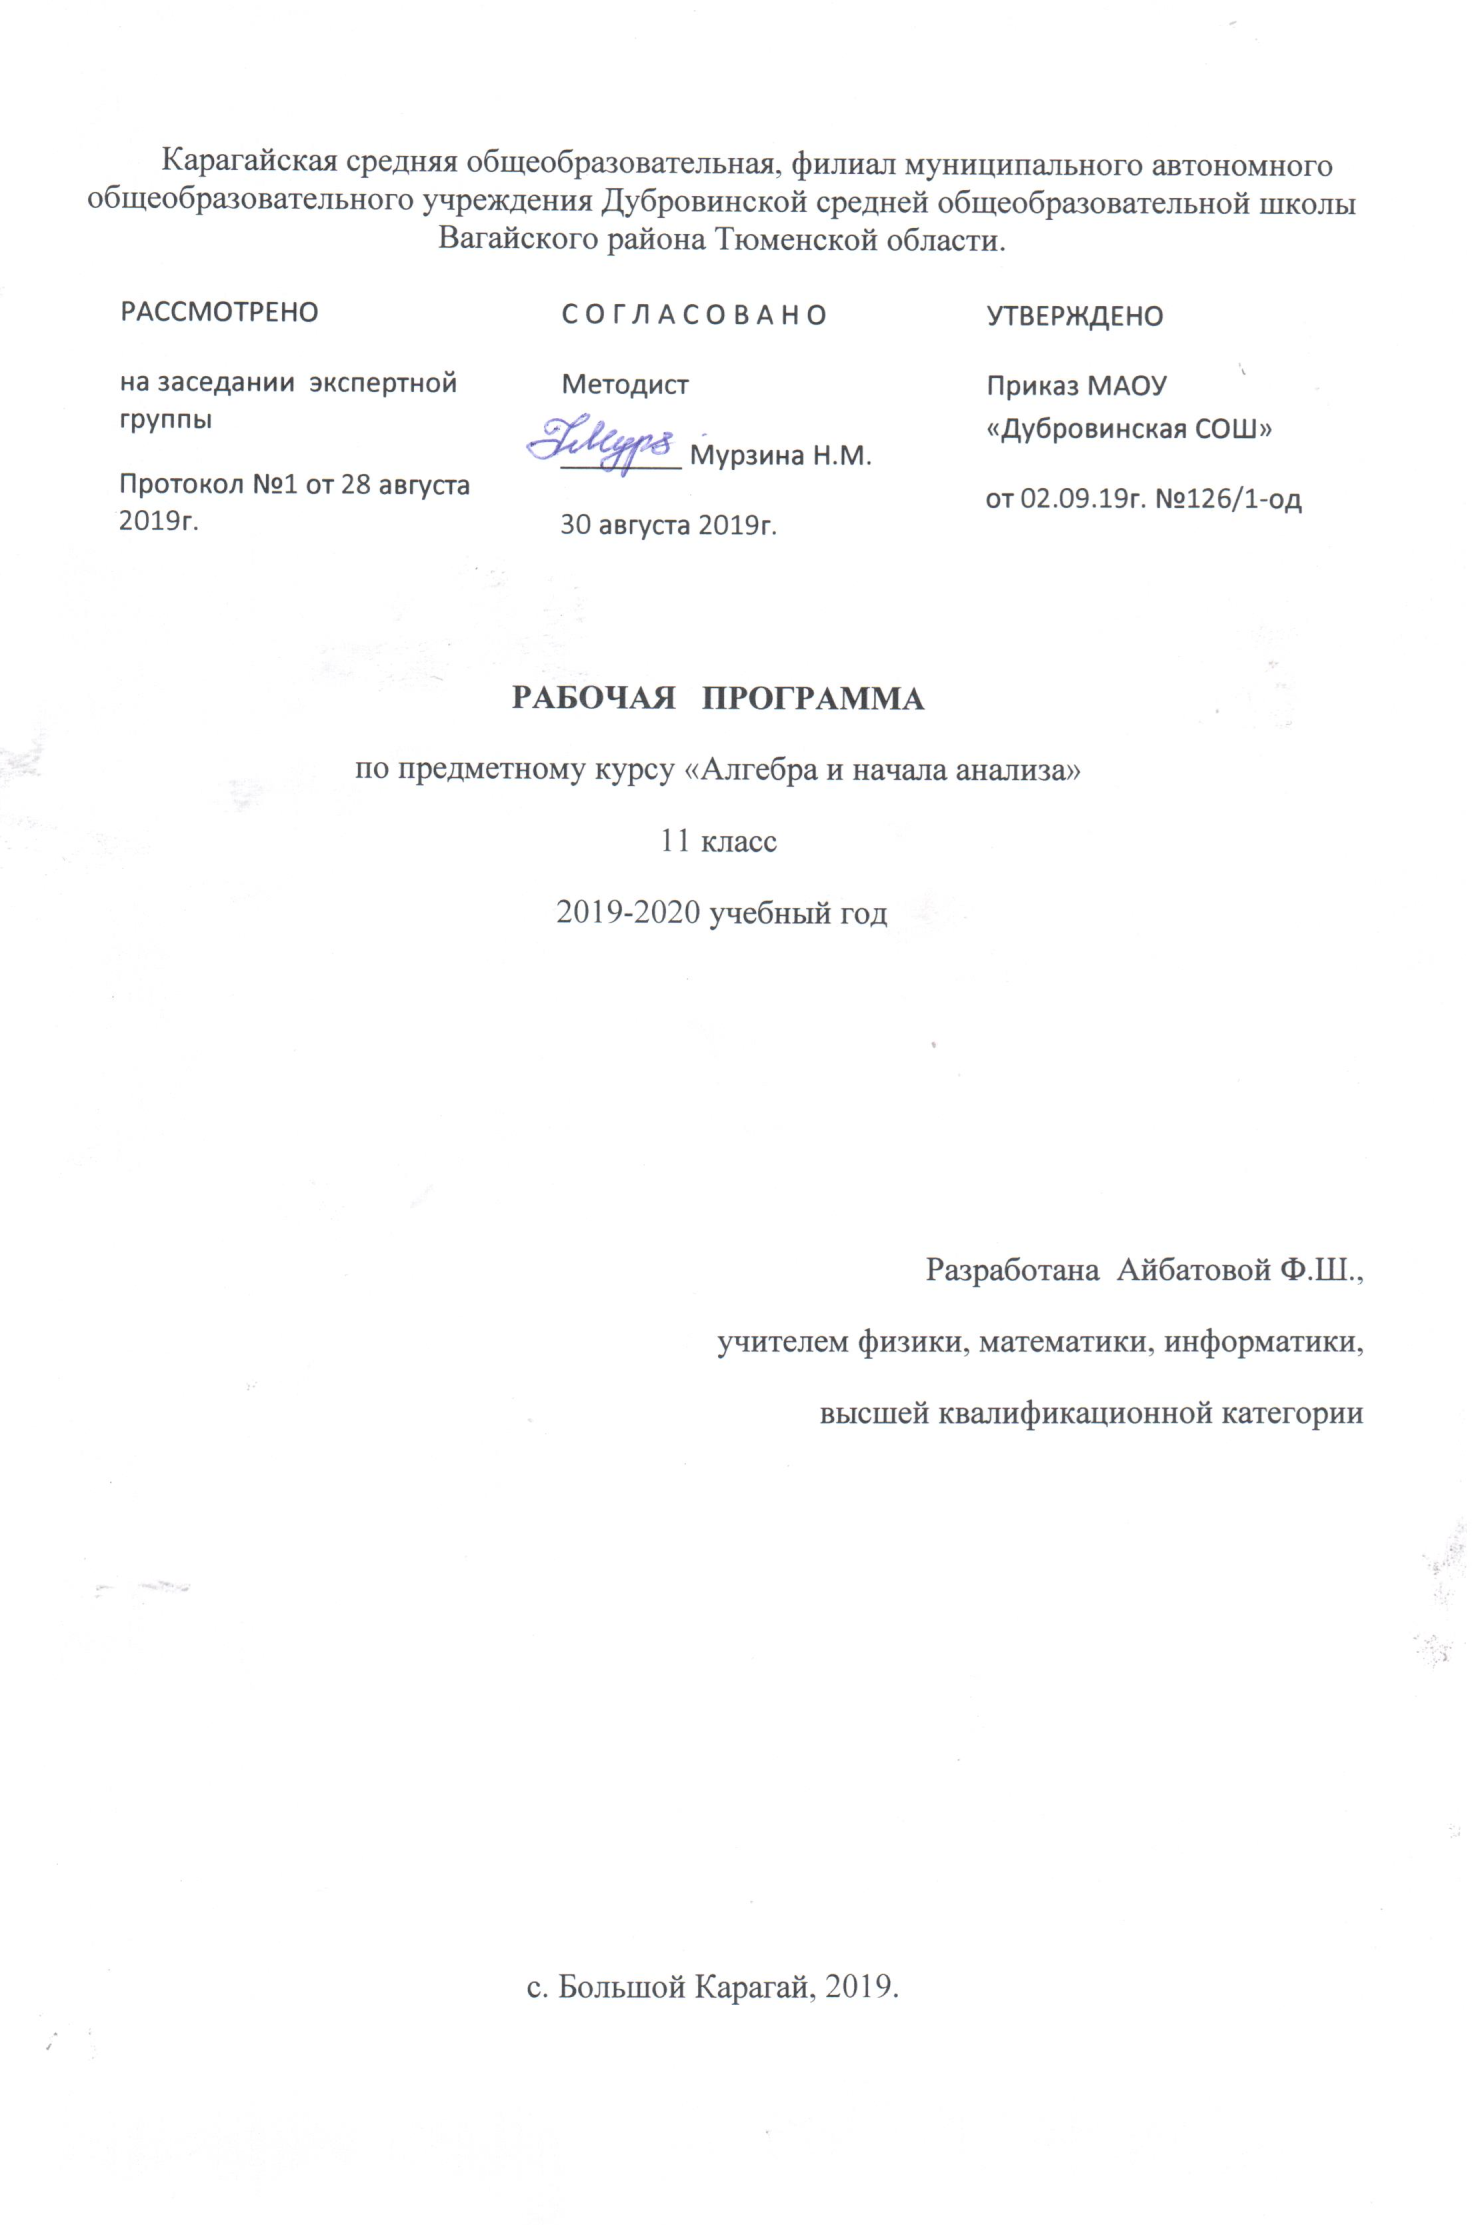 Карагайская средняя общеобразовательная, филиал муниципального автономного
общеобразовательного учреждения Дубровинской средней общеобразовательной школы
Вагайского района Тюменской области.
РАССМОТРЕНО
на заседании экспертной
группы
Протокол №1 от 28 августа
2019г.
С О Г Л А С О В А Н О
Методист
_________ Мурзина Н.М.
30 августа 2019г.
УТВЕРЖДЕНО
Приказ МАОУ
«Дубровинская СОШ»
от 02.09.19г. №126/1-од
РАБОЧАЯ ПРОГРАММА
по предметному курсу «Алгебра и начала анализа»
11 класс
2019-2020 учебный год
Разработана Айбатовой Ф.Ш.,
учителем физики, математики, информатики,
высшей квалификационной категории
с. Большой Карагай, 2019.